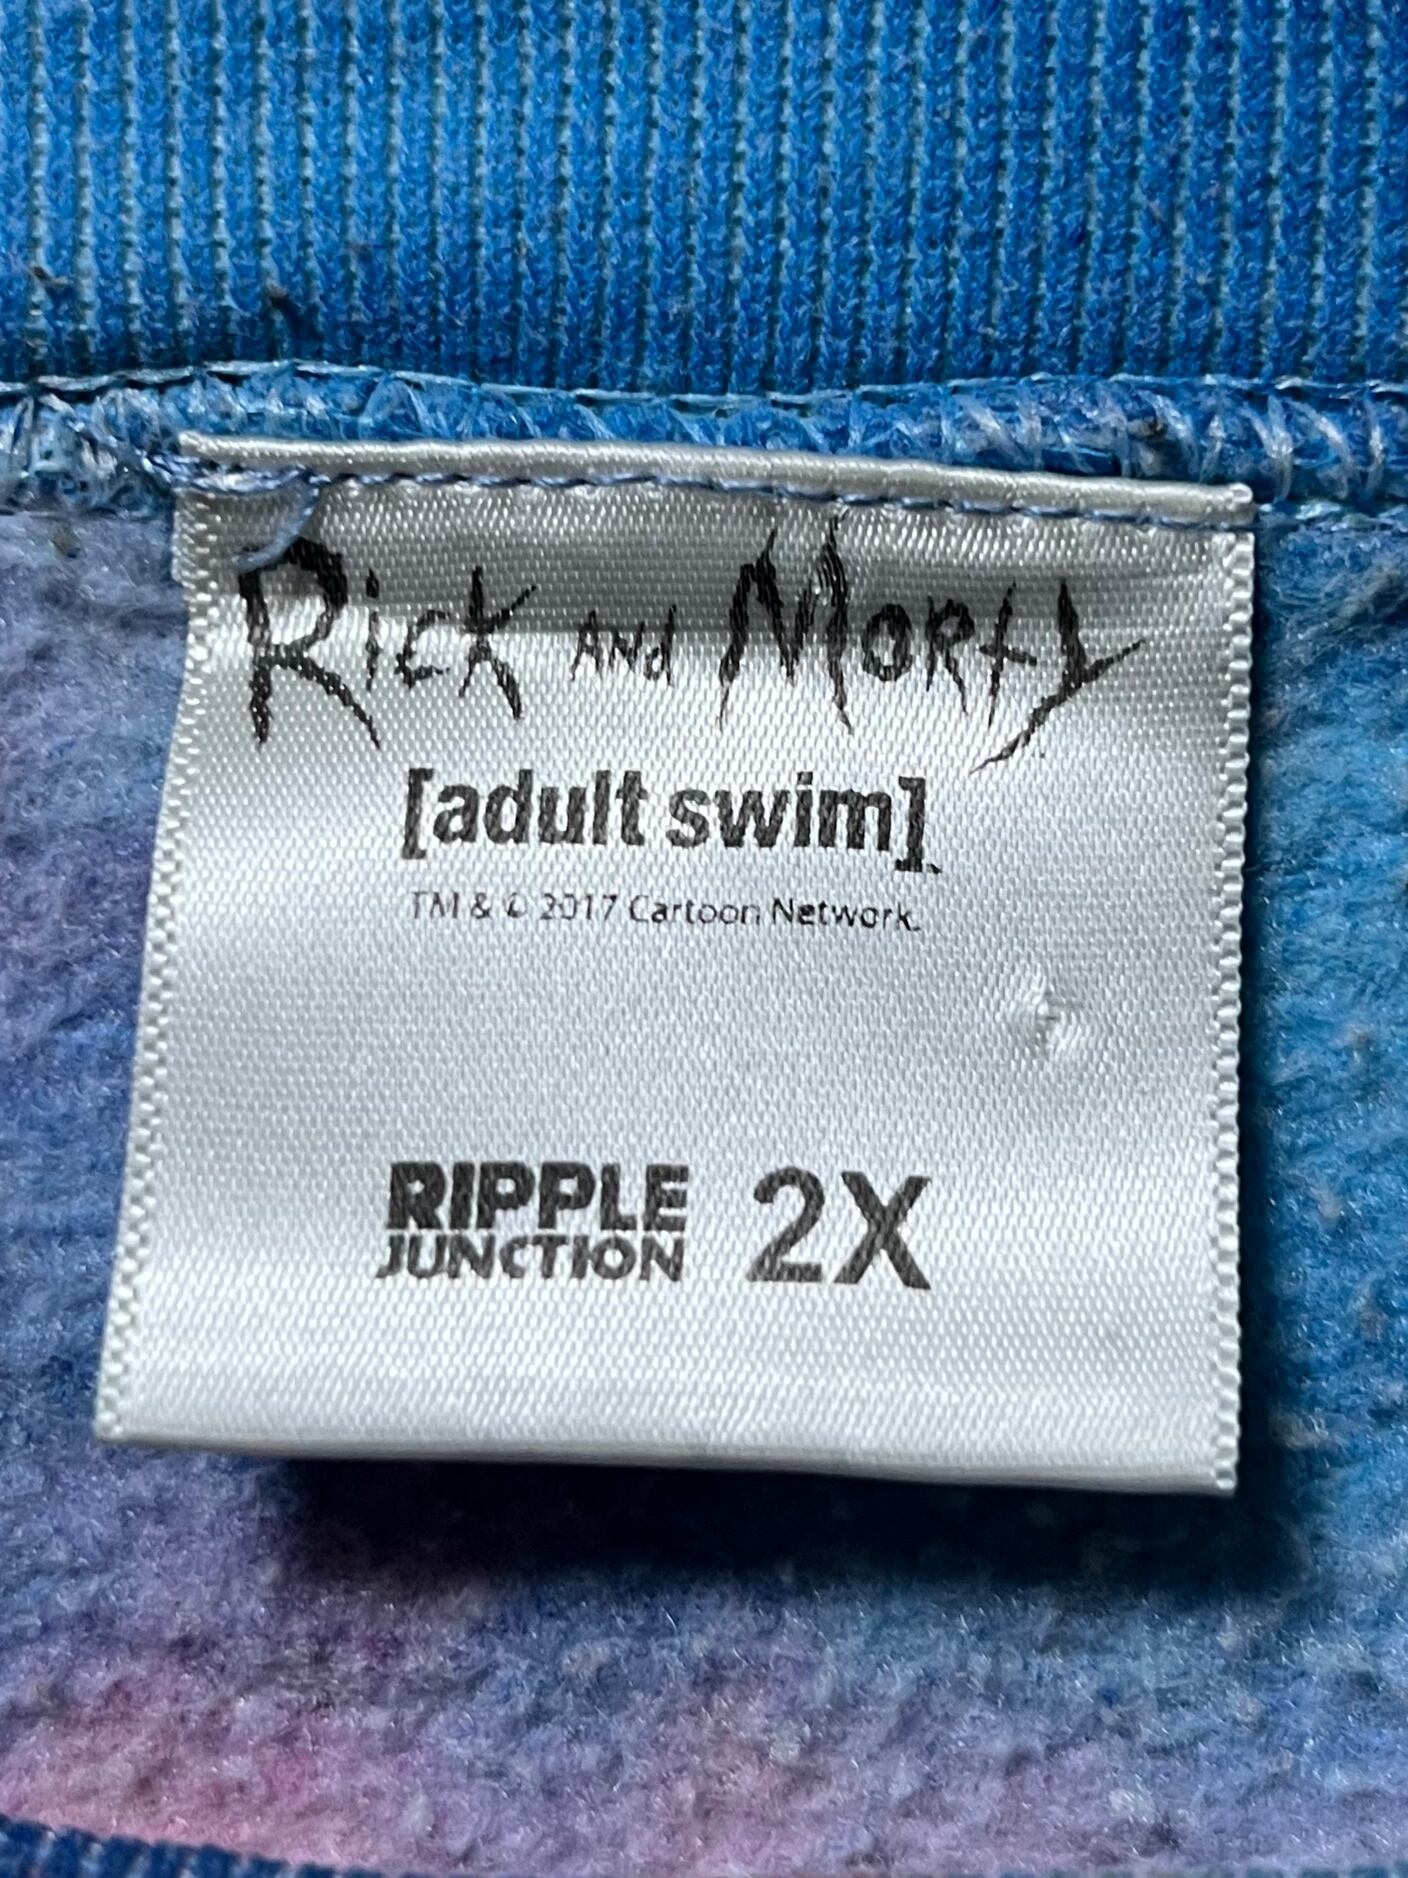 Rick and Morty
[adult swim].
TM & © 2017 Cartoon Network.
RIPPLE JUNCTION 2X